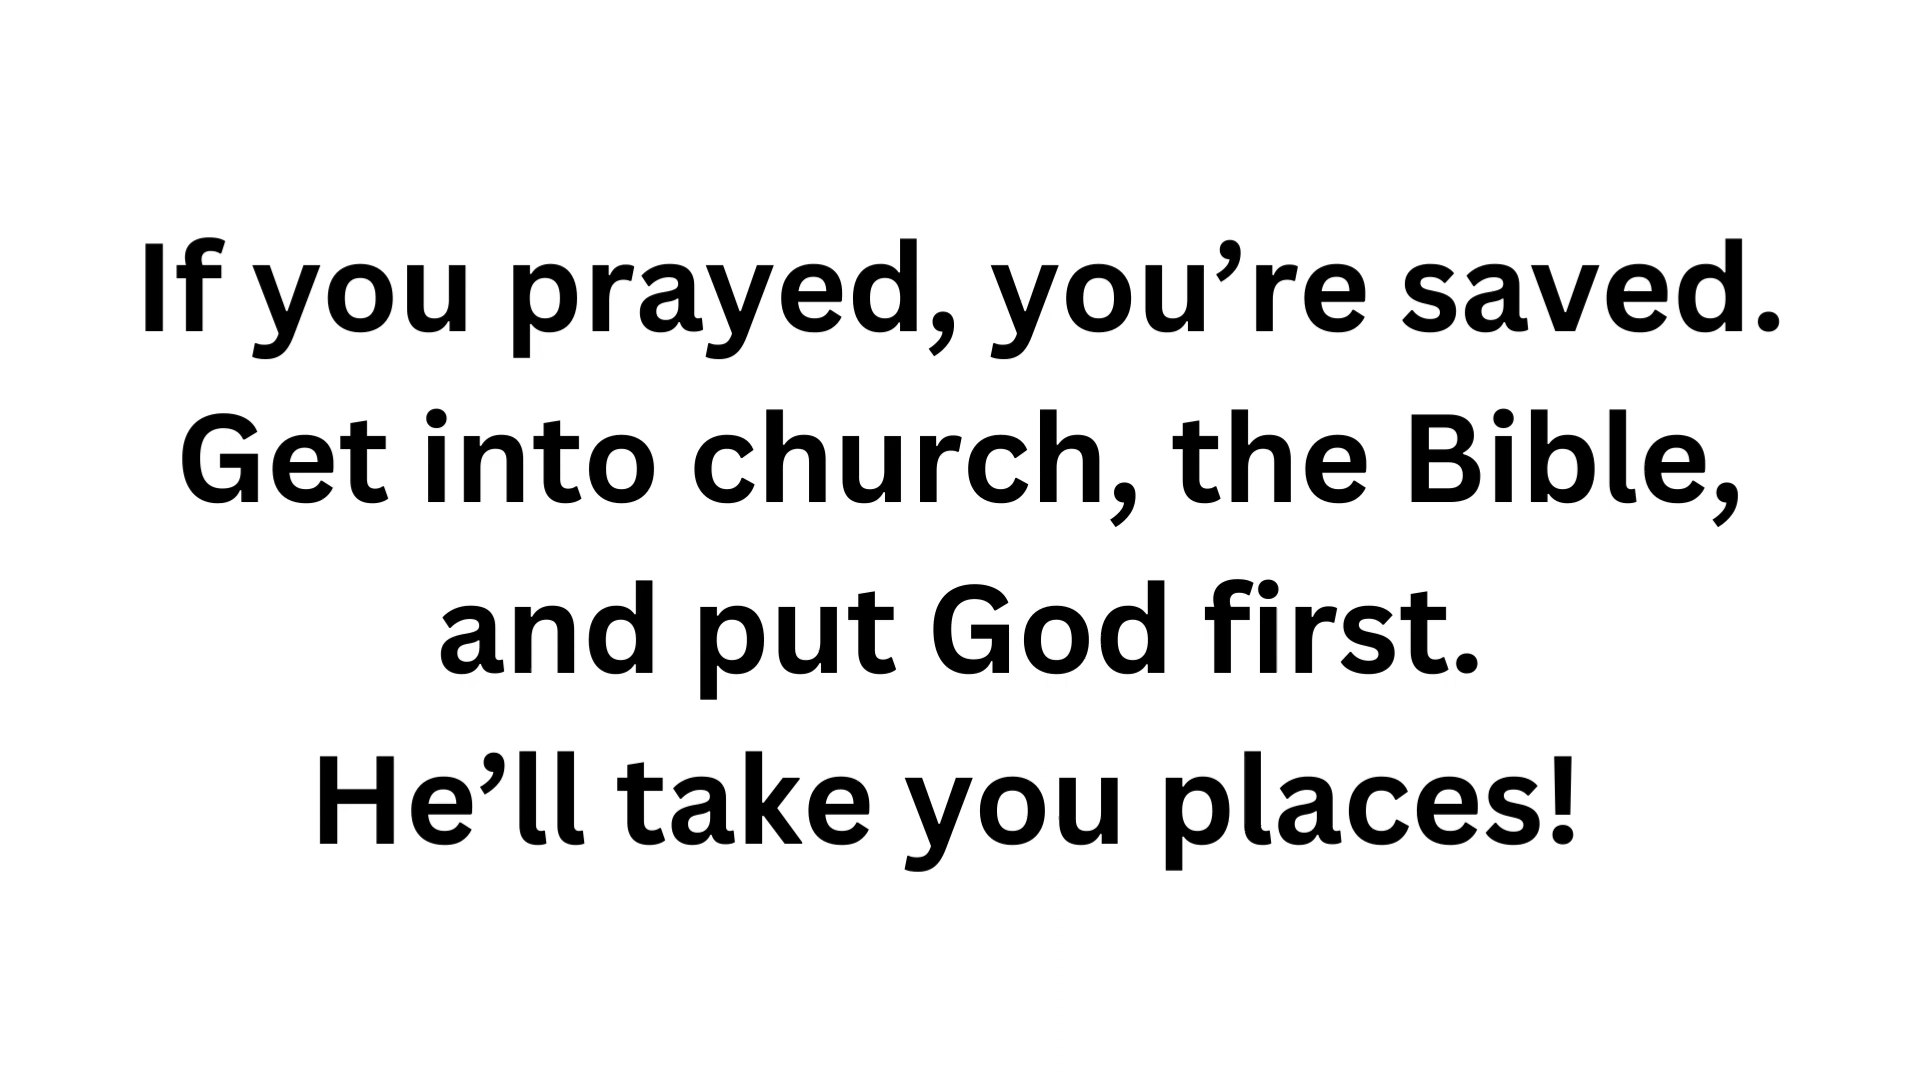 If you prayed, you’re saved.
Get into church, the Bible,
and put God first.
He’ll take you places!